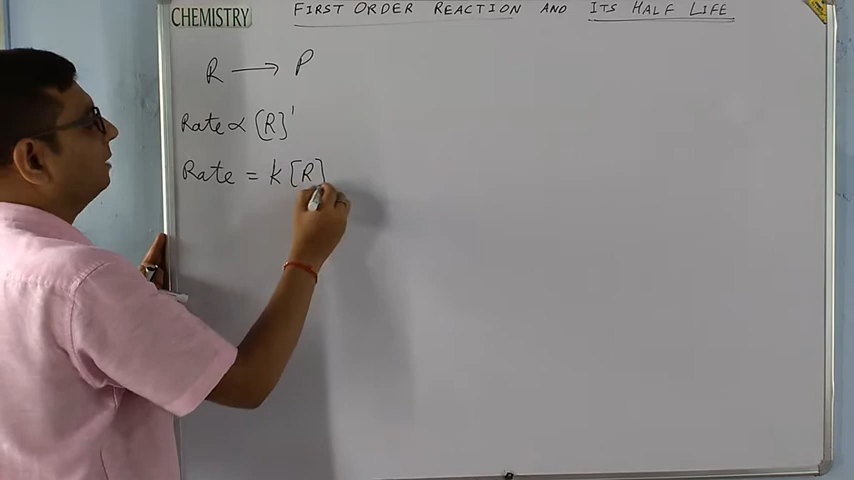 CHEMISTRY FIRST ORDER REACTION AND ITS HALF LIFE
R ⟶ P
Rate ∝ [R]¹
Rate = k[R]